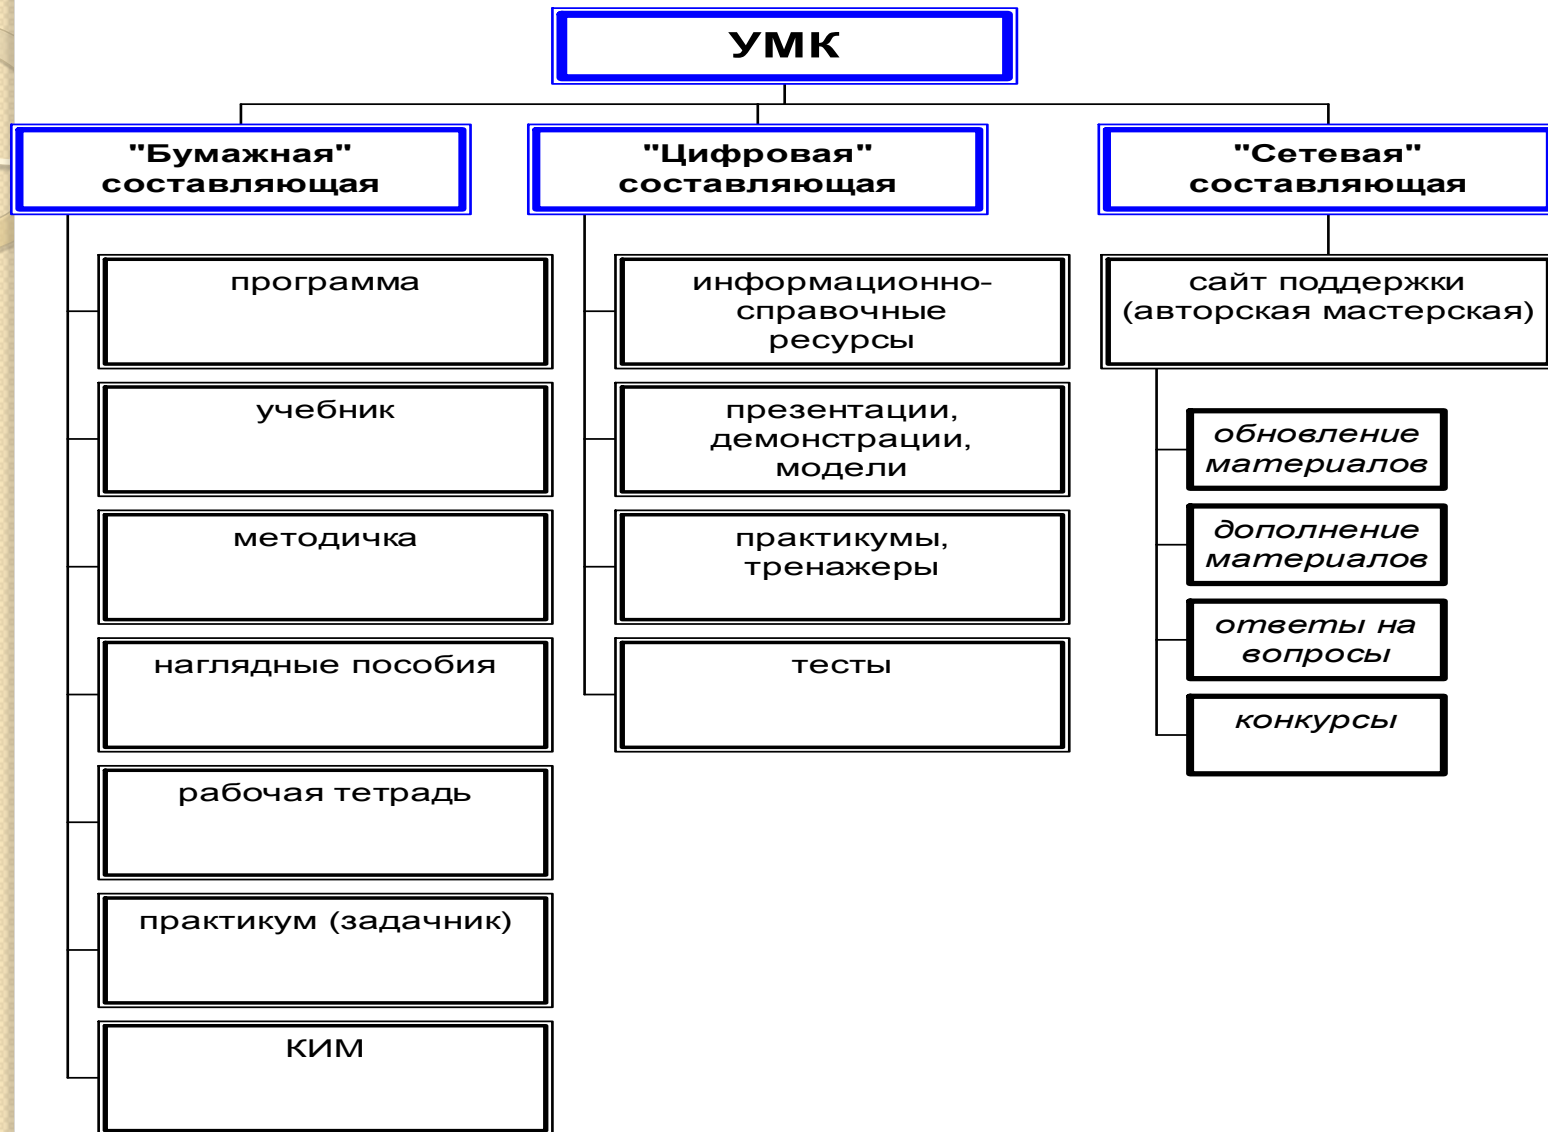 УМК
"Бумажная"
составляющая
программа
учебник
методичка
наглядные пособия
рабочая тетрадь
практикум (задачник)
КИМ
"Цифровая"
составляющая
информационно-
справочные
ресурсы
презентации,
демонстрации,
модели
практикумы,
тренажеры
тесты
"Сетевая"
составляющая
сайт поддержки
(авторская мастерская)
обновление
материалов
дополнение
материалов
ответы на
вопросы
конкурсы